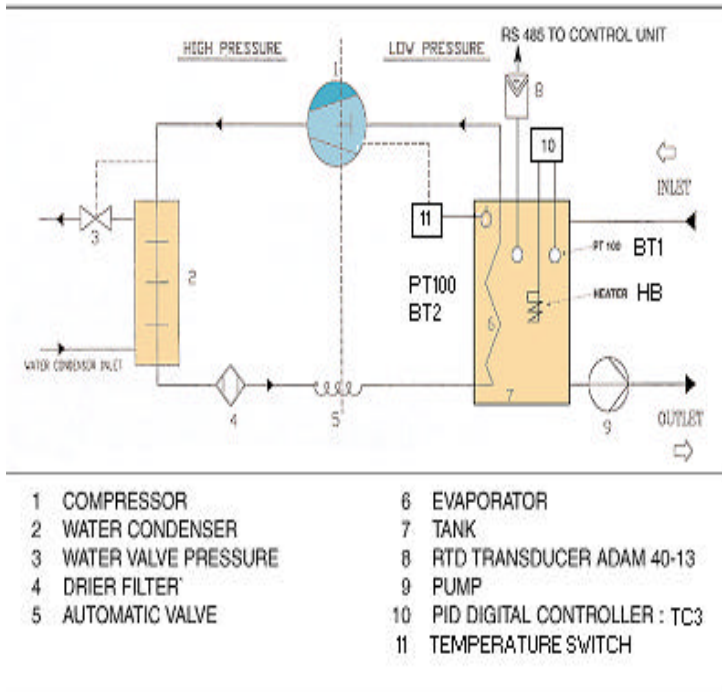 RS 485 TO CONTROL UNIT
HIGH PRESSURE
LOW PRESSURE
1
8
10
INLET
11
3
2
PT 100 BT1
PT100
BT2
HEATER HB
6
WATER CONDENSOR INLET
7
4
5
9
OUTLET
1 COMPRESSOR
2 WATER CONDENSER
3 WATER VALVE PRESSURE
4 DRIER FILTER
5 AUTOMATIC VALVE
6 EVAPORATOR
7 TANK
8 RTD TRANSDUCER ADAM 40-13
9 PUMP
10 PID DIGITAL CONTROLLER : TC3
11 TEMPERATURE SWITCH